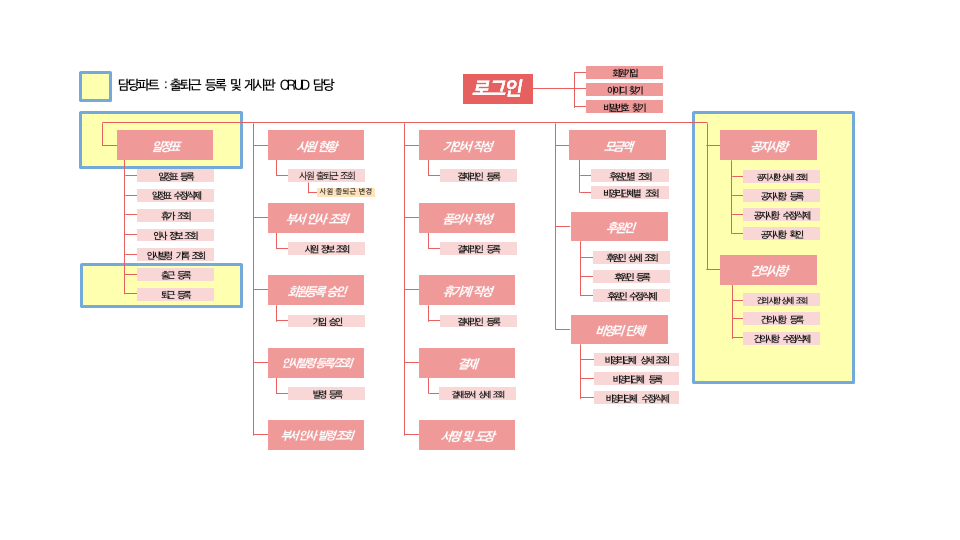 담당파트 : 출퇴근 등록 및 게시판 CRUD 담당
로그인
회원가입
아이디 찾기
비밀번호 찾기
일정표
일정표 등록
일정표 수정/삭제
휴가 조회
인사 정보 조회
인사발령 기록 조회
출근 등록
퇴근 등록
사원 현황
사원 출퇴근 조회
사원 출퇴근 변경
부서 인사 조회
사원 정보 조회
회원등록 승인
가입 승인
인사발령 등록/조회
발령 등록
부서 인사 발령 조회
기안서 작성
결재라인 등록
품의서 작성
결재라인 등록
휴가계 작성
결재라인 등록
결재
결재문서 상세 조회
서명 및 도장
모금액
후원인별 조회
비영리단체별 조회
후원인
후원인 상세 조회
후원인 등록
후원인 수정/삭제
비영리 단체
비영리단체 상세 조회
비영리단체 등록
비영리단체 수정/삭제
공지사항
공지사항 상세 조회
공지사항 등록
공지사항 수정/삭제
공지사항 확인
건의사항
건의사항 상세 조회
건의사항 등록
건의사항 수정/삭제